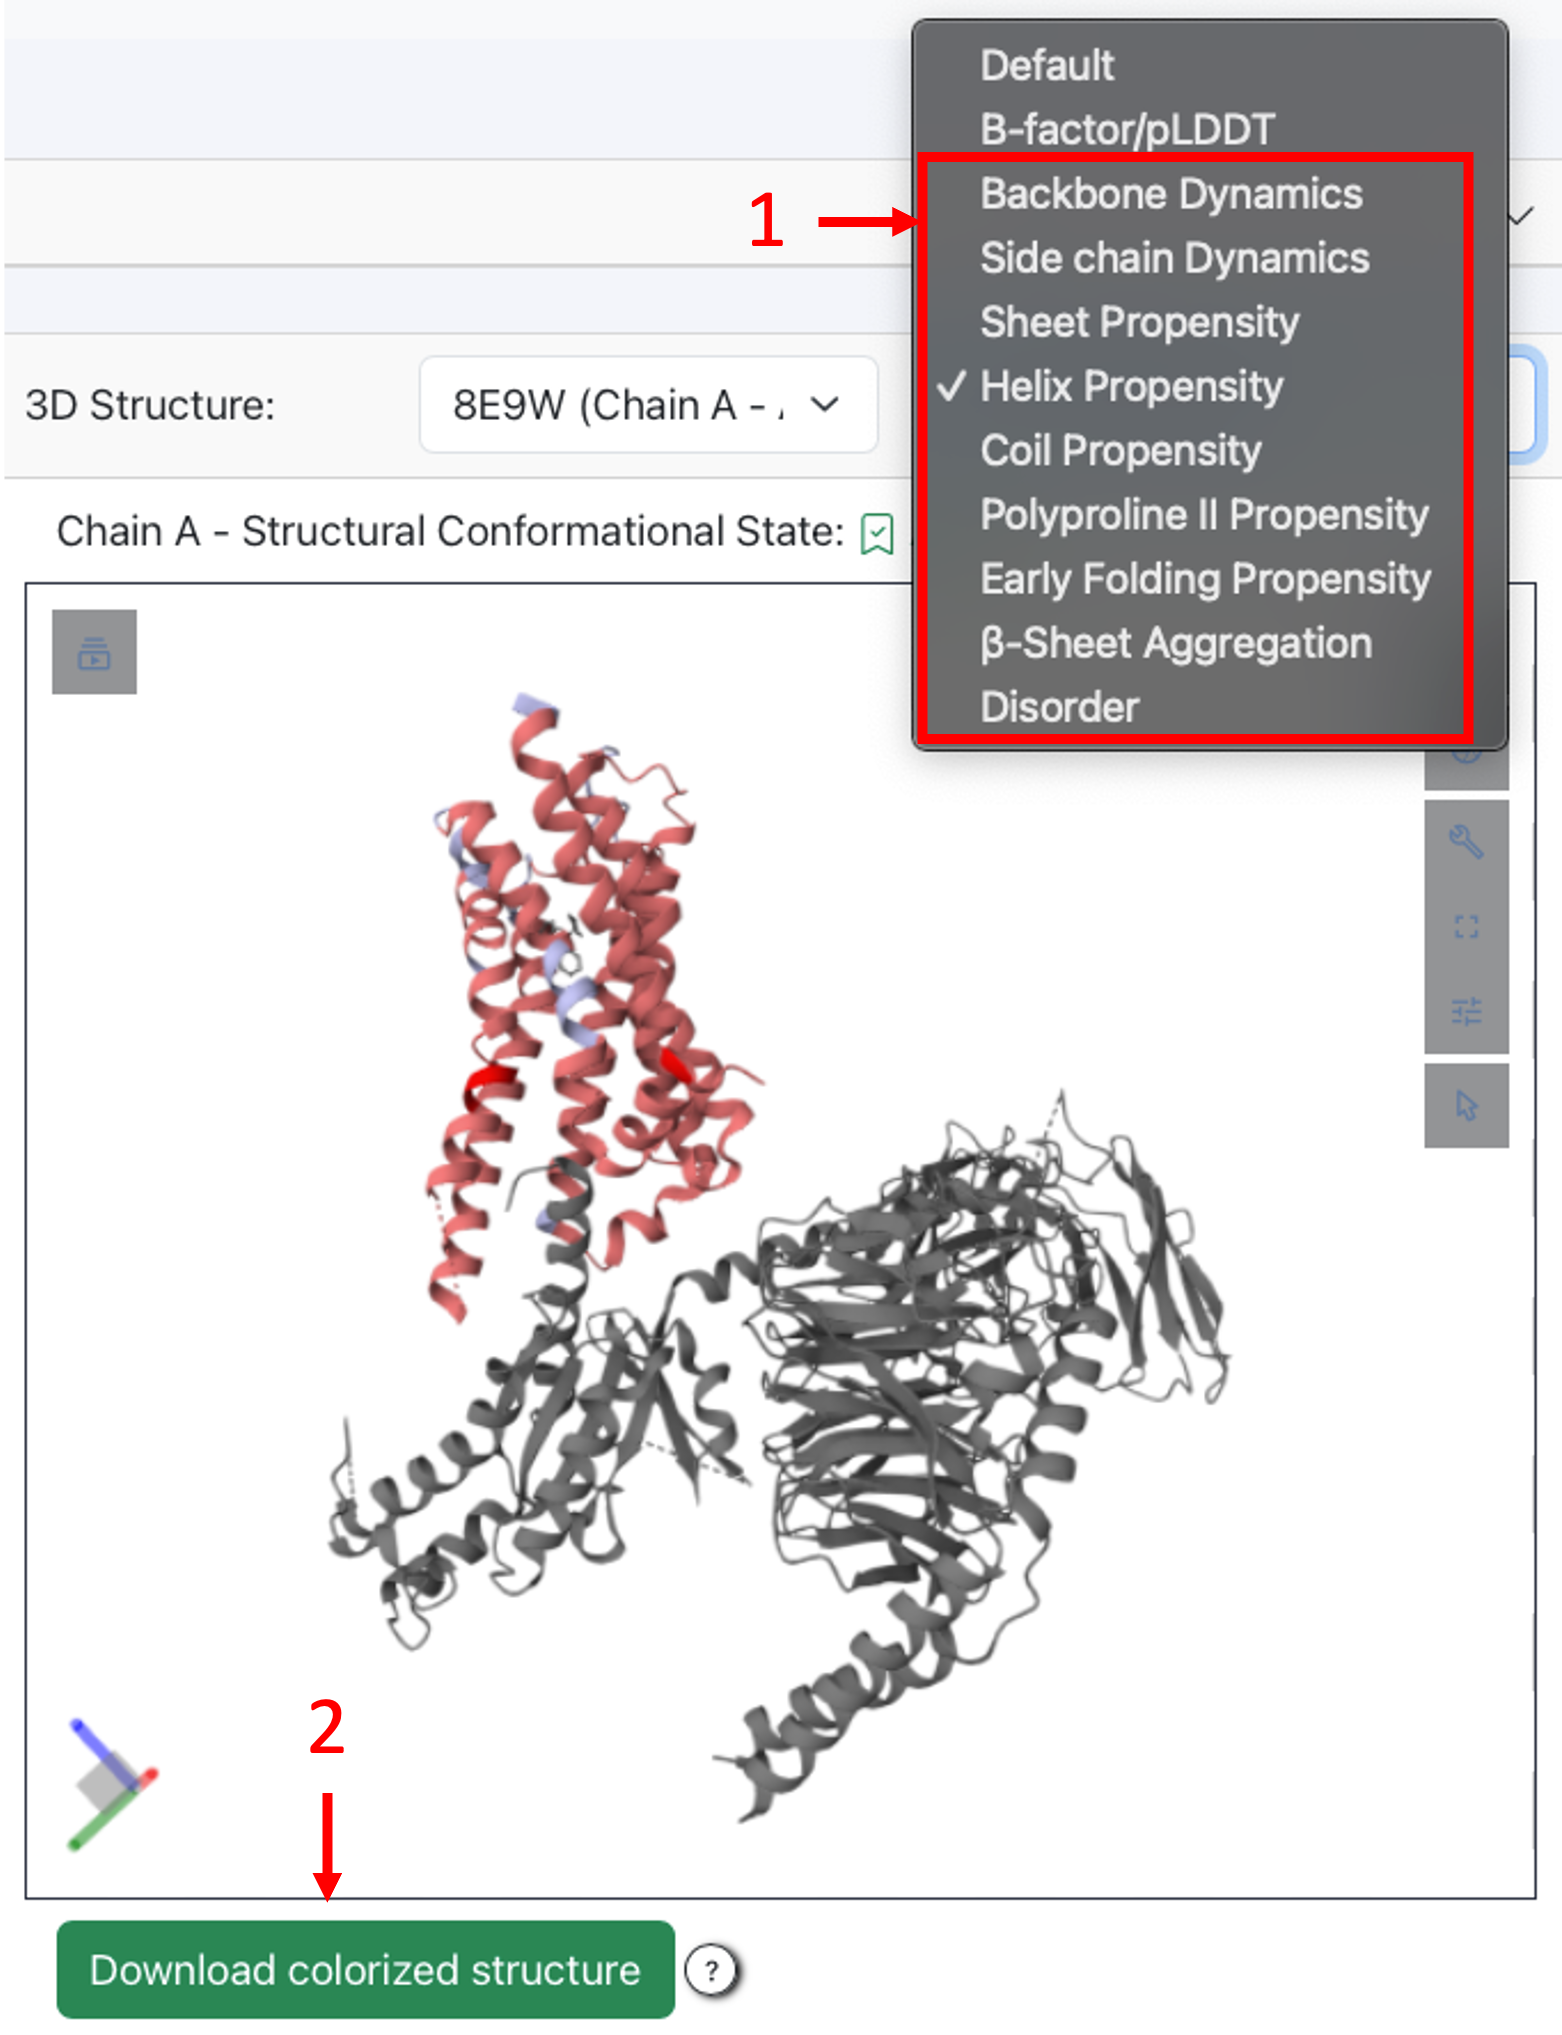 Default
B-factor/pLDDT
1
Backbone Dynamics
Side chain Dynamics
Sheet Propensity
✓ Helix Propensity
Coil Propensity
Polyproline II Propensity
Early Folding Propensity
β-Sheet Aggregation
Disorder
3D Structure:
8E9W (Chain A -
Chain A - Structural Conformational State:
2
Download colorized structure
?